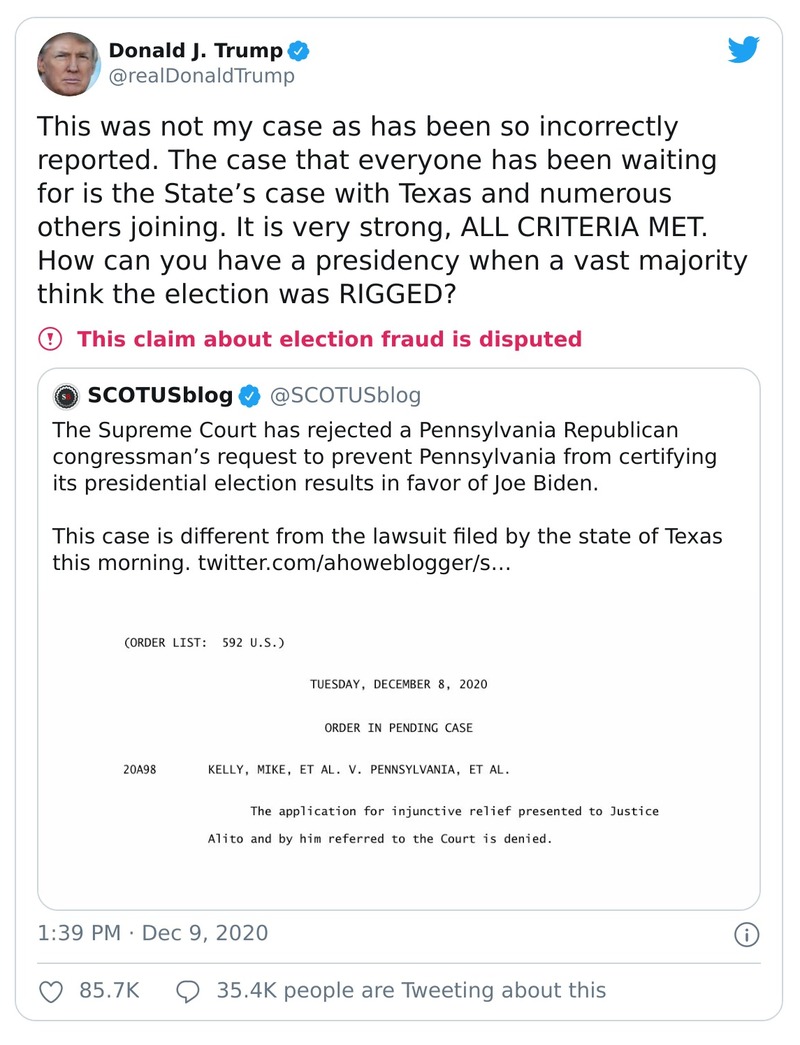 Donald J. Trump
@realDonaldTrump
This was not my case as has been so incorrectly
reported. The case that everyone has been waiting
for is the State’s case with Texas and numerous
others joining. It is very strong, ALL CRITERIA MET.
How can you have a presidency when a vast majority
think the election was RIGGED?
This claim about election fraud is disputed
SCOTUSblog @SCOTUSblog
The Supreme Court has rejected a Pennsylvania Republican
congressman’s request to prevent Pennsylvania from certifying
its presidential election results in favor of Joe Biden.
This case is different from the lawsuit filed by the state of Texas
this morning. twitter.com/ahoweblogger/s…
(ORDER LIST: 592 U.S.)
TUESDAY, DECEMBER 8, 2020
ORDER IN PENDING CASE
20A98 KELLY, MIKE, ET AL. V. PENNSYLVANIA, ET AL.
The application for injunctive relief presented to Justice
Alito and by him referred to the Court is denied.
1:39 PM · Dec 9, 2020
85.7K 35.4K people are Tweeting about this